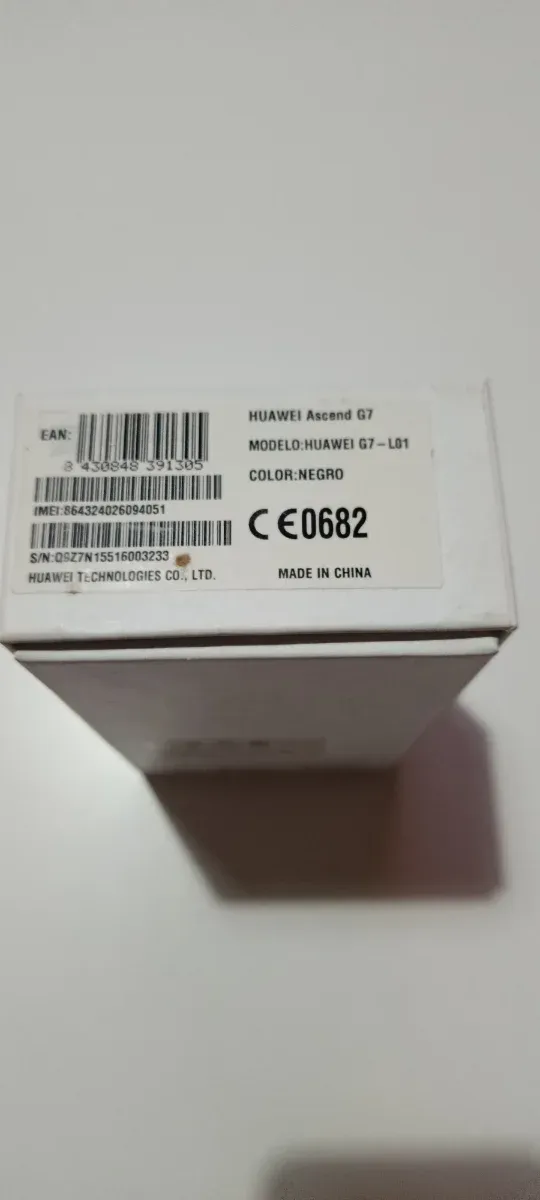 HUAWEI Ascend G7
EAN:
8 430848 391305
MODELO:HUAWEI G7-L01
COLOR:NEGRO
IMEI:864324026094051
CE0682
S/N:Q9Z7N15516003233
HUAWEI TECHNOLOGIES CO., LTD.
MADE IN CHINA